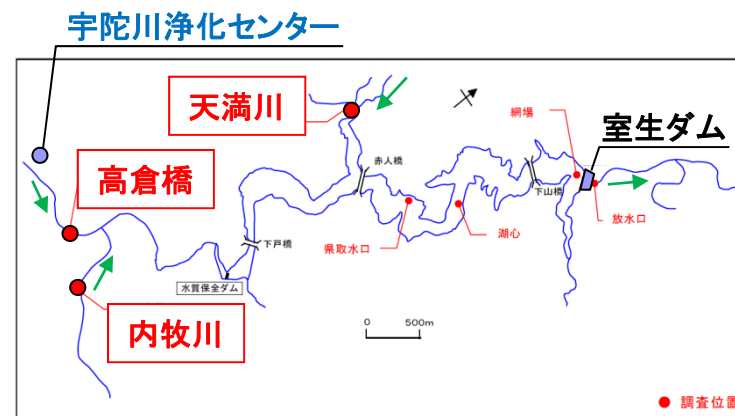 宇陀川浄化センター
天満川
網場
室生ダム
赤人橋
高倉橋
下山橋
放水口
県取水口
湖心
下戸橋
水質保全ダム
内牧川
0 500m
調査位置